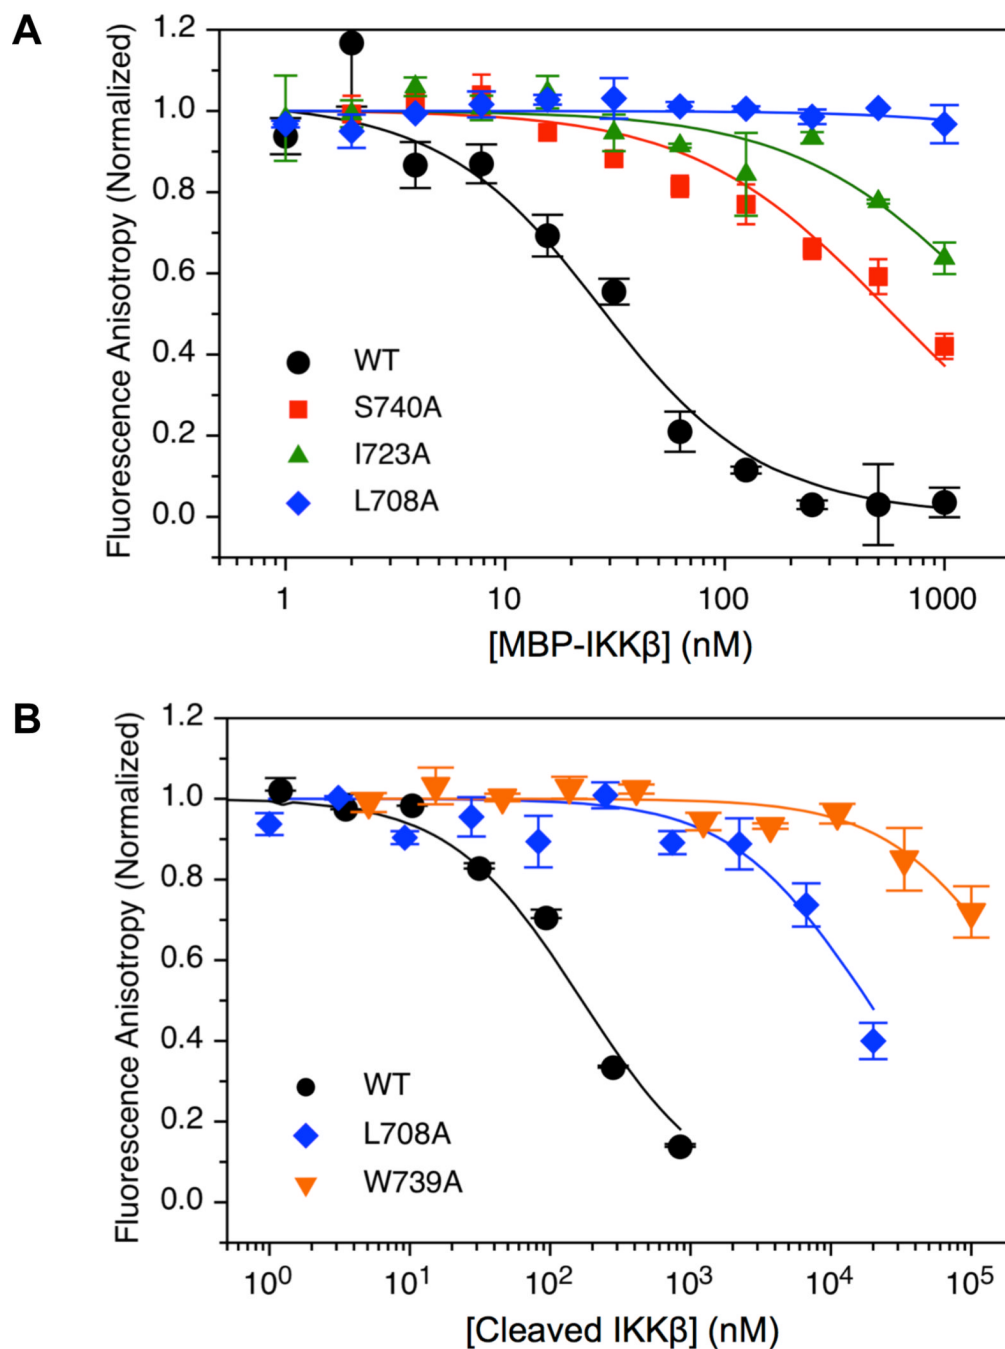 A
Fluorescence Anisotropy (Normalized)
1.2
1.0
0.8
0.6
0.4
0.2
0.0
WT
S740A
I723A
L708A
1 10 100 1000
[MBP-IKKβ] (nM)
B
Fluorescence Anisotropy (Normalized)
1.2
1.0
0.8
0.6
0.4
0.2
0.0
WT
L708A
W739A
10⁰ 10¹ 10² 10³ 10⁴ 10⁵
[Cleaved IKKβ] (nM)